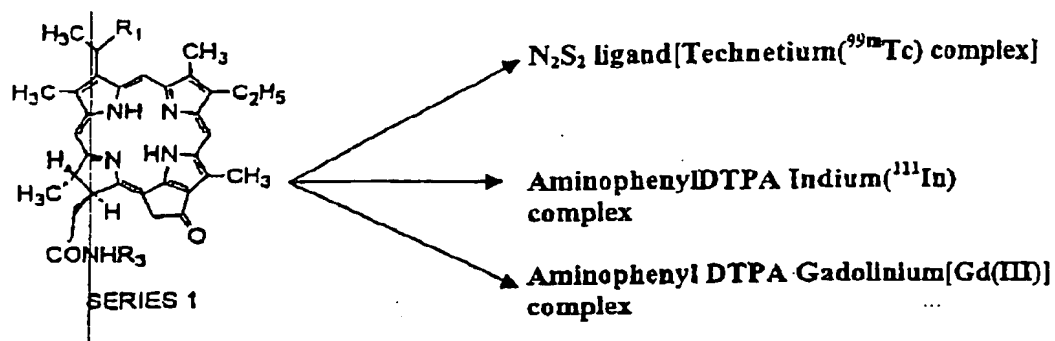 H₃C R₁
CH₃
H₃C C₂H₅
NH N
N HN
H
H₃C CH₃
H
O
CONHR₃
SERIES 1
N₂S₂ ligand[Technetium(⁹⁹ᵐTc) complex]
AminophenylDTPA Indium(¹¹¹In)
complex
Aminophenyl DTPA Gadolinium[Gd(III)]
complex ...